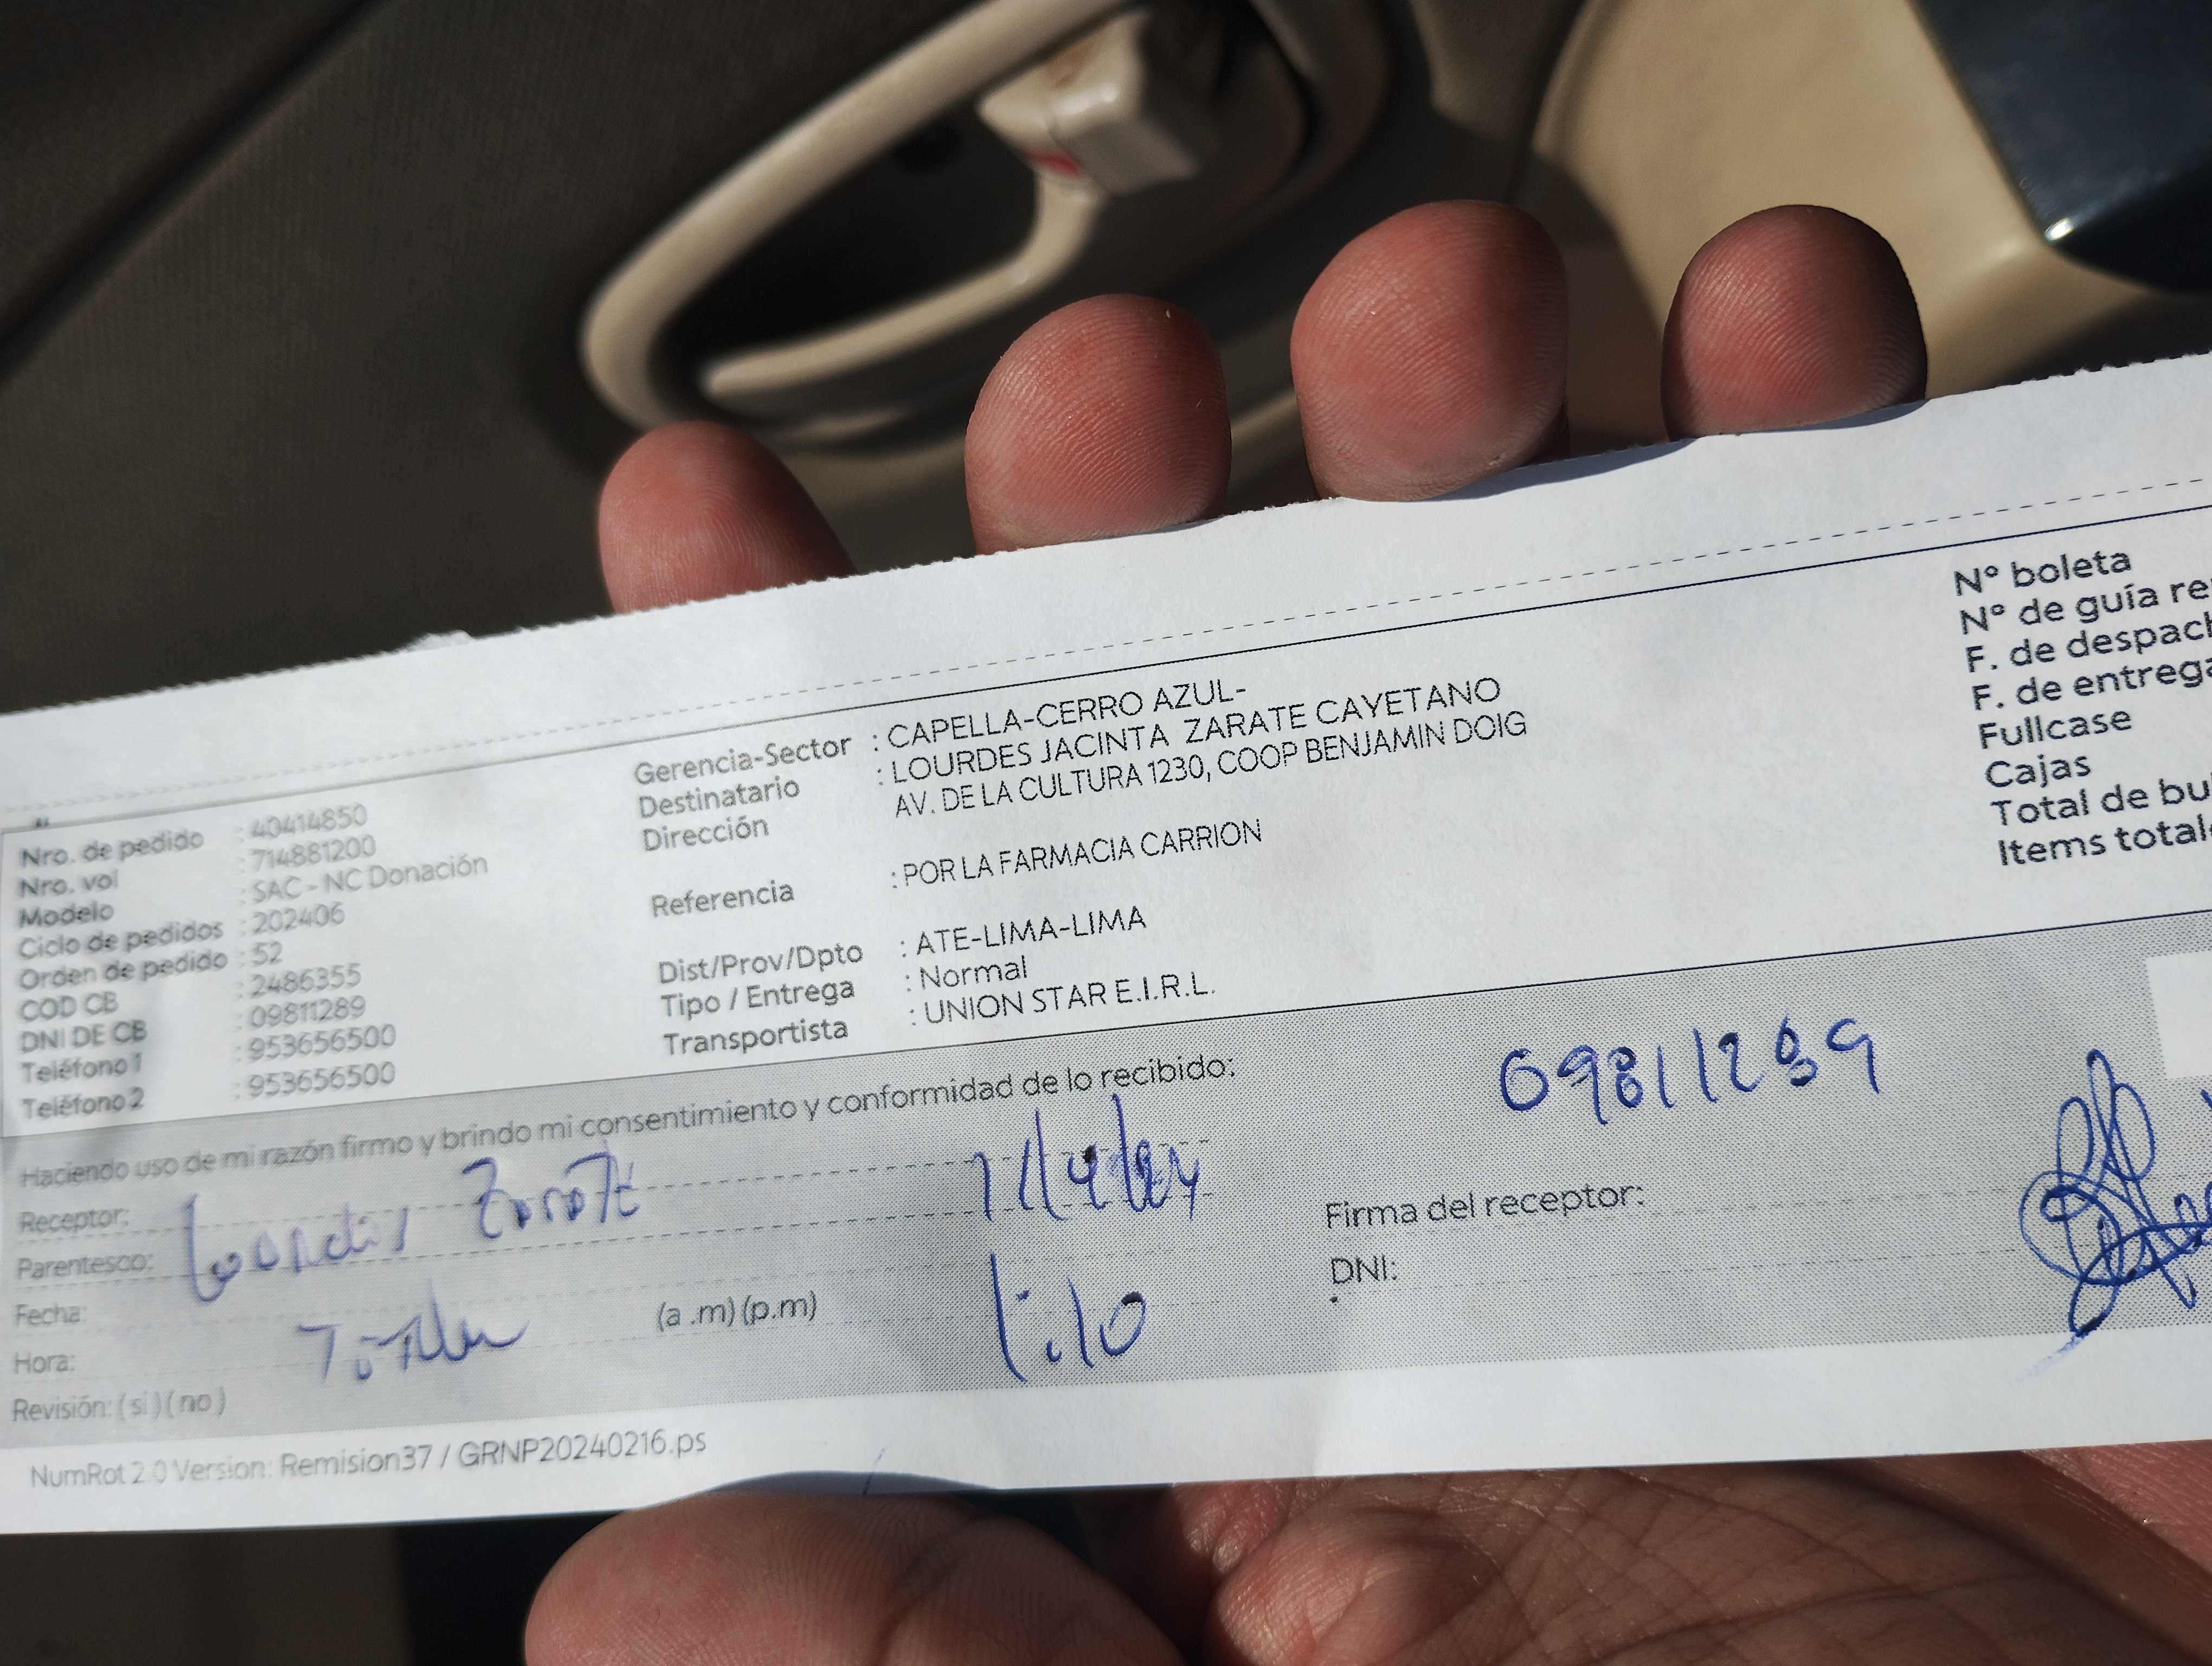 Nro. de pedido : 40414850
Nro. vol : 714881200
Modelo : SAC - NC Donación
Ciclo de pedidos : 202406
Orden de pedido : 52
COD CB : 2486355
DNI DE CB : 09811289
Teléfono 1 : 953656500
Teléfono 2 : 953656500
Gerencia-Sector : CAPELLA-CERRO AZUL-
Destinatario : LOURDES JACINTA ZARATE CAYETANO
Dirección AV. DE LA CULTURA 1230, COOP BENJAMIN DOIG
Referencia : POR LA FARMACIA CARRION
Dist/Prov/Dpto : ATE-LIMA-LIMA
Tipo / Entrega : Normal
Transportista : UNION STAR E.I.R.L.
N° boleta
N° de guía re
F. de despach
F. de entrega
Fullcase
Cajas
Total de bu
Items total
Haciendo uso de mi razón firmo y brindo mi consentimiento y conformidad de lo recibido:
Receptor: Lourdes Zarate
Parentesco:
Fecha:
Hora: Titular (a .m) (p.m) 1:10
Revisión: ( si ) ( no )
09811289
Firma del receptor:
DNI:
NumRot 2.0 Version: Remision37 / GRNP20240216.ps